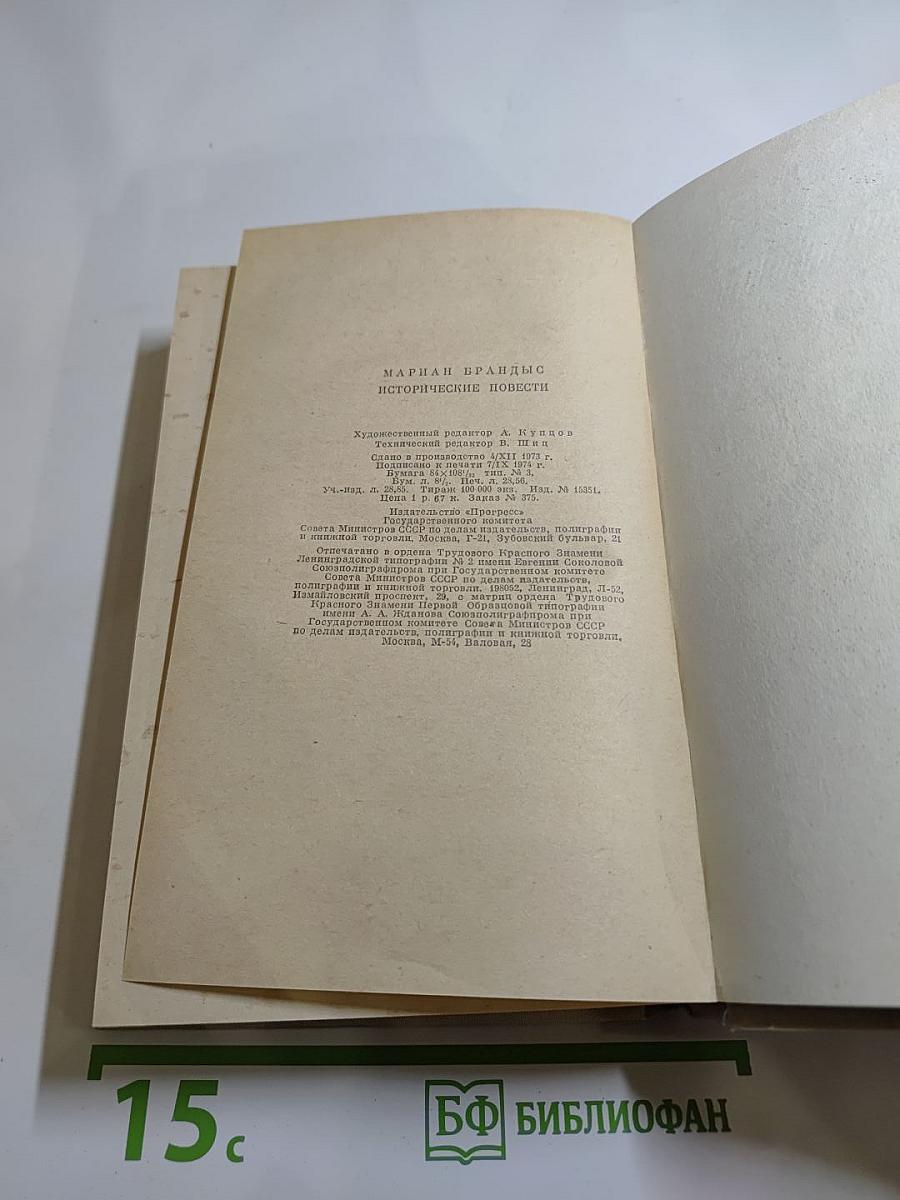 МАРИАН БРАНДЫС
ИСТОРИЧЕСКИЕ ПОВЕСТИ
Художественный редактор А. Купцов
Технический редактор В. Шиц
Сдано в производство 4/XII 1973 г.
Подписано к печати 7/IX 1974 г.
Бумага 84×108¹/₃₂ тип. № 3.
Бум. л. 8¹/₂. Печ. л. 28,56.
Уч.-изд. л. 28,85. Тираж 100 000 экз. Изд. № 15351.
Цена 1 р. 67 к. Заказ № 375.
Издательство «Прогресс»
Государственного комитета
Совета Министров СССР по делам издательств, полиграфии
и книжной торговли. Москва, Г-21, Зубовский бульвар, 21
Отпечатано в ордена Трудового Красного Знамени
Ленинградской типографии № 2 имени Евгении Соколовой
Союзполиграфпрома при Государственном комитете
Совета Министров СССР по делам издательств,
полиграфии и книжной торговли. 198052, Ленинград, Л-52,
Измайловский проспект, 29, с матриц ордена Трудового
Красного Знамени Первой Образцовой типографии
имени А. А. Жданова Союзполиграфпрома при
Государственном комитете Совета Министров СССР
по делам издательств, полиграфии и книжной торговли.
Москва, М-54, Валовая, 28
15 с
БФ БИБЛИОФАН